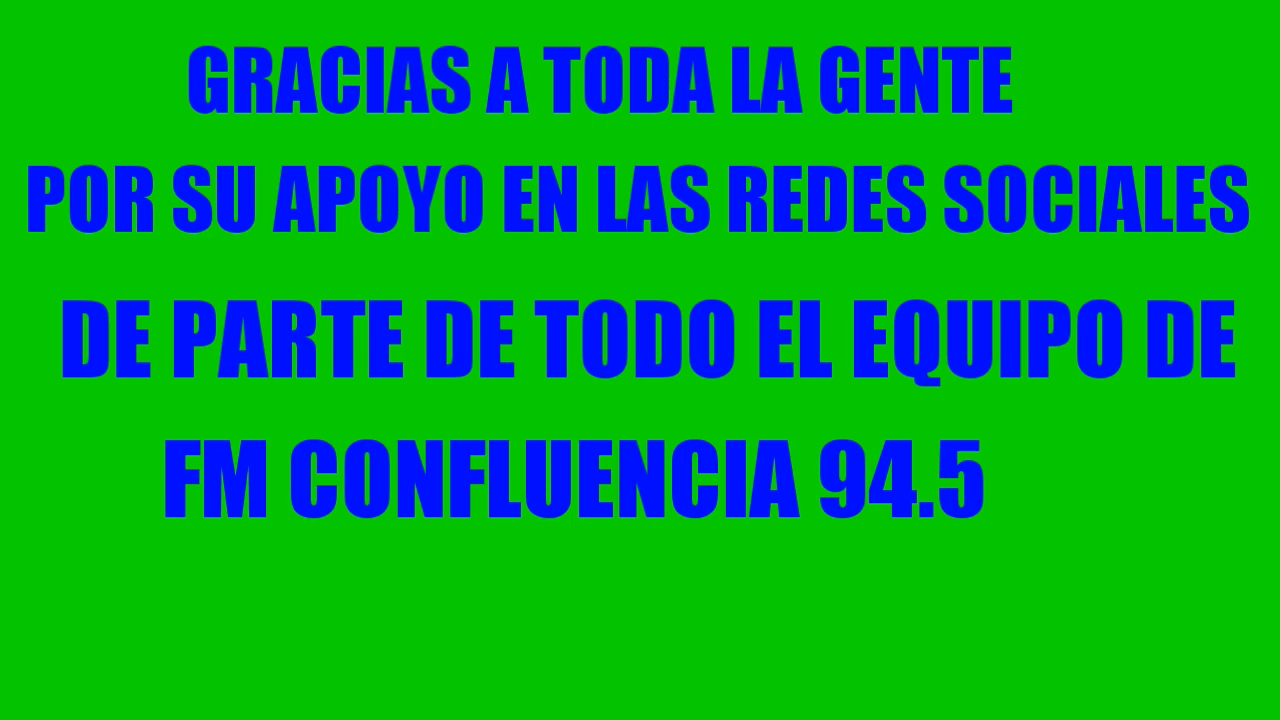 GRACIAS A TODA LA GENTE
POR SU APOYO EN LAS REDES SOCIALES
DE PARTE DE TODO EL EQUIPO DE
FM CONFLUENCIA 94.5